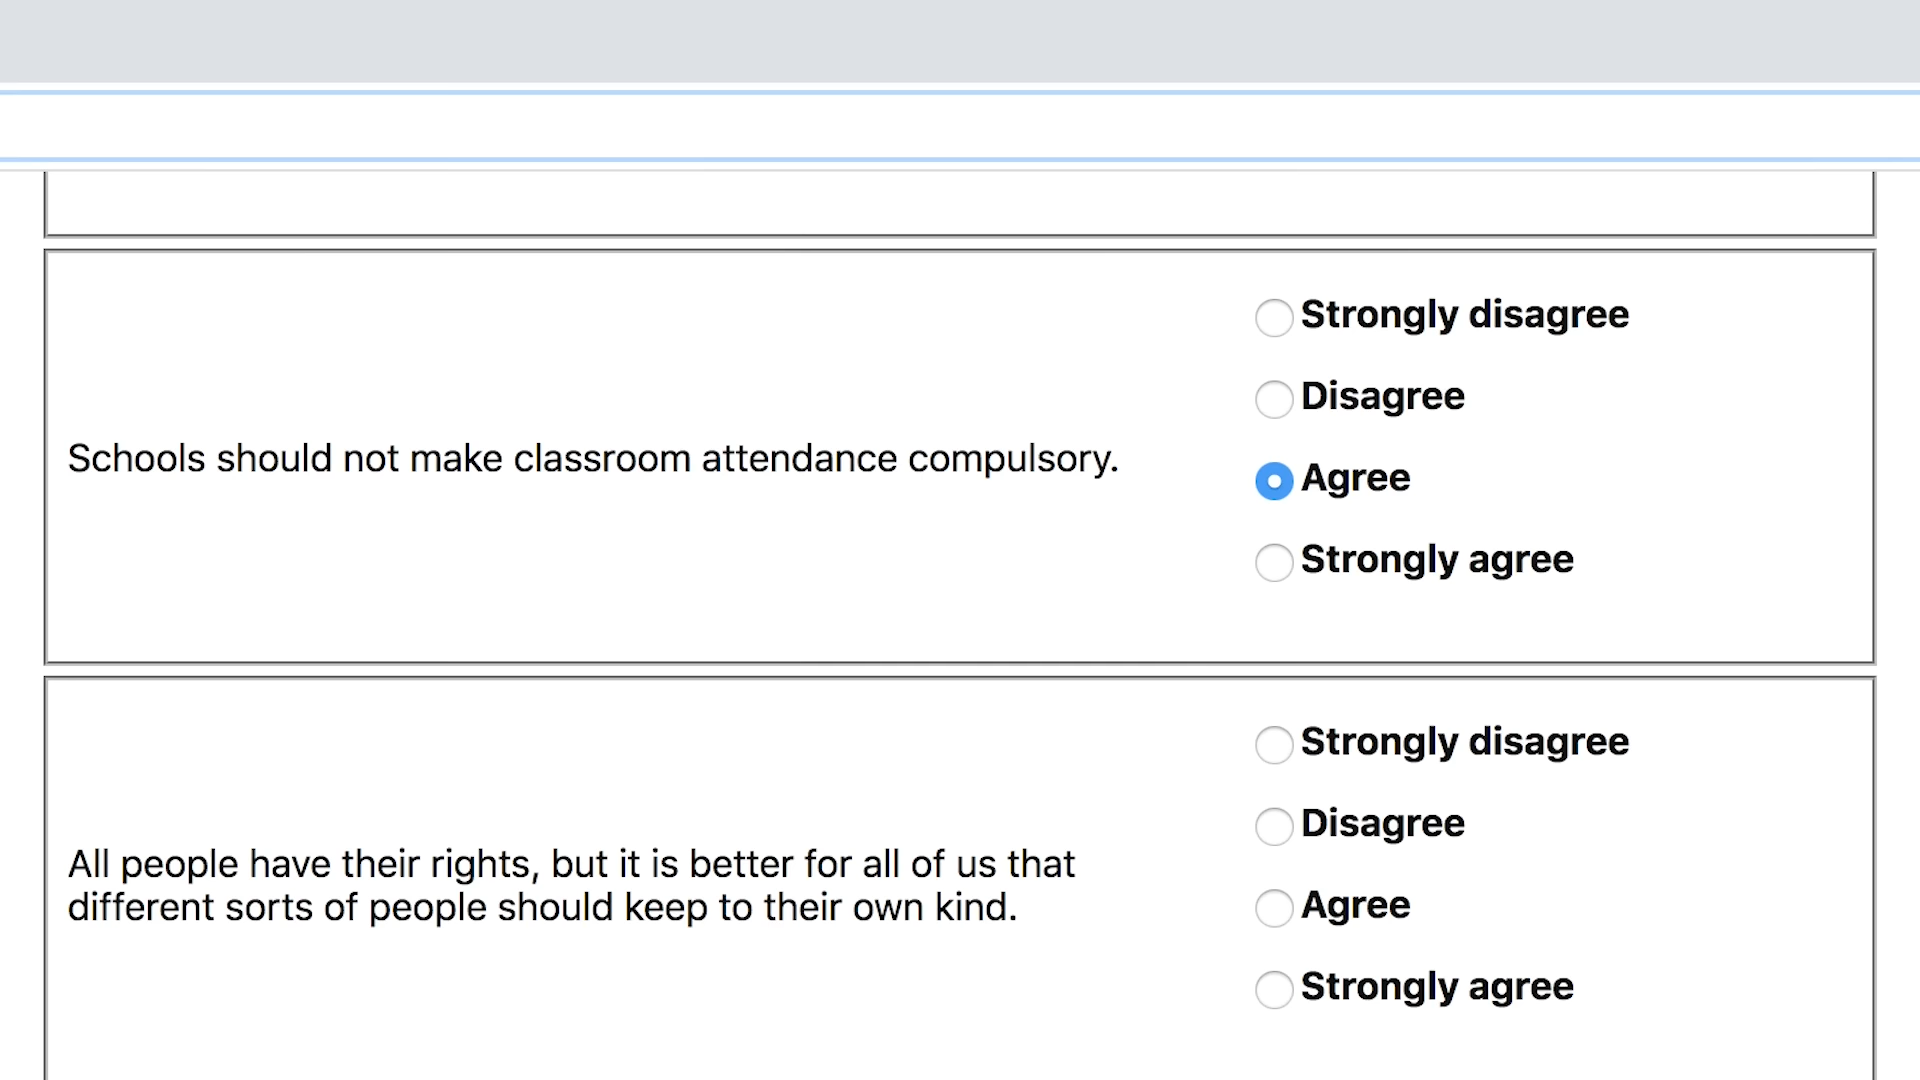 Strongly disagree
Disagree
Schools should not make classroom attendance compulsory.
Agree
Strongly agree
Strongly disagree
Disagree
All people have their rights, but it is better for all of us that
different sorts of people should keep to their own kind.
Agree
Strongly agree